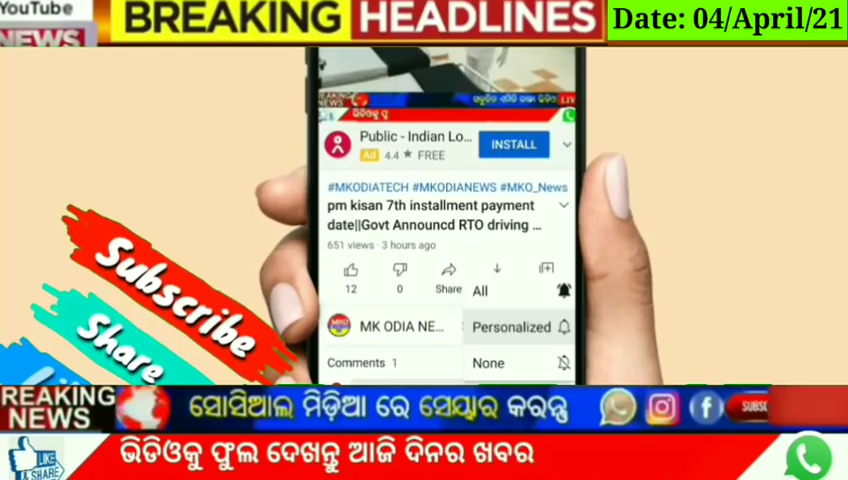 YouTube
NEWS
BREAKING HEADLINES
Date: 04/April/21
Public - Indian Lo...
Ad 4.4 ★ FREE
INSTALL
#MKODIATECH #MKODIANEWS #MKO_News
pm kisan 7th installment payment
date||Govt Announcd RTO driving ...
651 views · 3 hours ago
12
0
Share
All
MK ODIA NE...
Personalized
Comments 1
None
Subscribe
Share
REAKING
NEWS
ସୋସିଆଲ ମିଡ଼ିଆ ରେ ସେୟାର କରନ୍ତୁ
SUBSC
LIKE
& SHARE
ଭିଡିଓକୁ ଫୁଲ ଦେଖନ୍ତୁ ଆଜି ଦିନର ଖବର